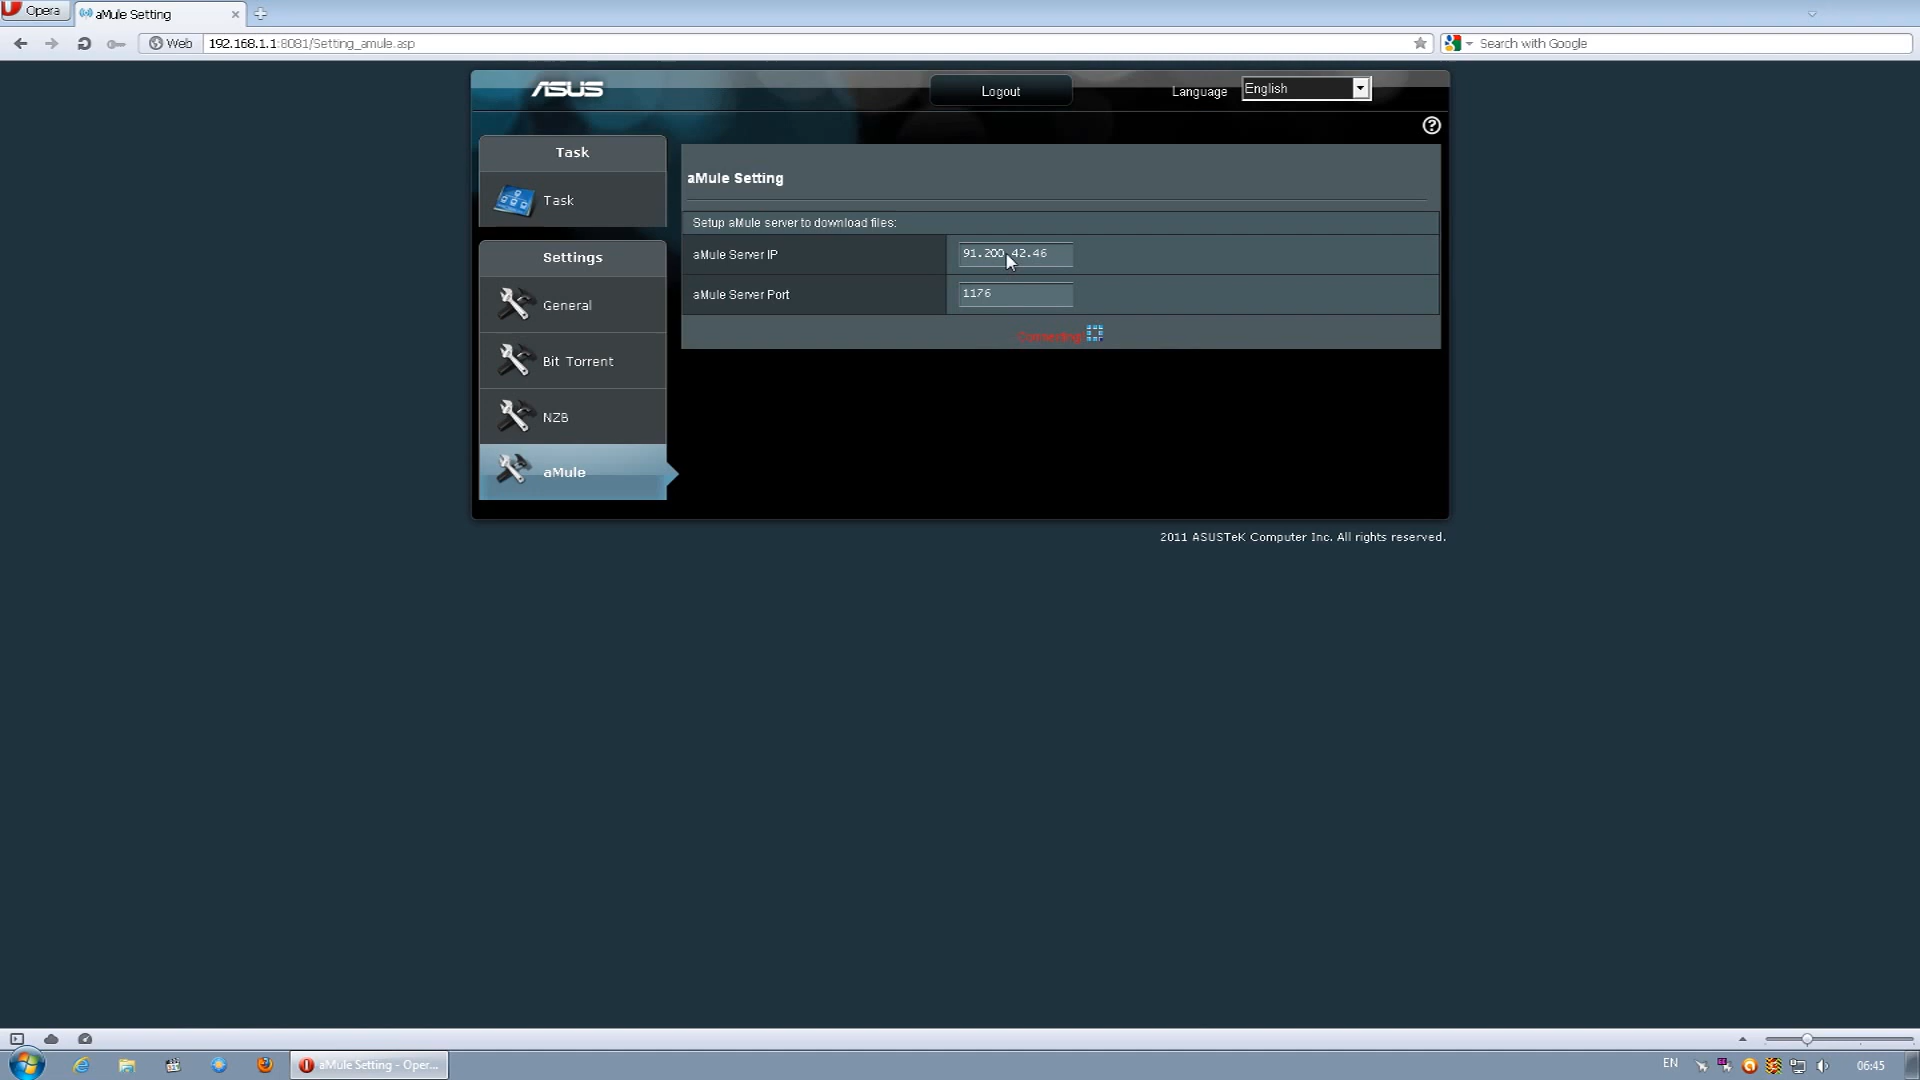 Opera
aMule Setting
Web
192.168.1.1:8081/Setting_amule.asp
Search with Google
ASUS
Logout
Language
English
Task
Task
Settings
General
Bit Torrent
NZB
aMule
aMule Setting
Setup aMule server to download files:
aMule Server IP
91.200.42.46
aMule Server Port
1176
Connecting
2011 ASUSTeK Computer Inc. All rights reserved.
aMule Setting - Oper...
EN
06:45